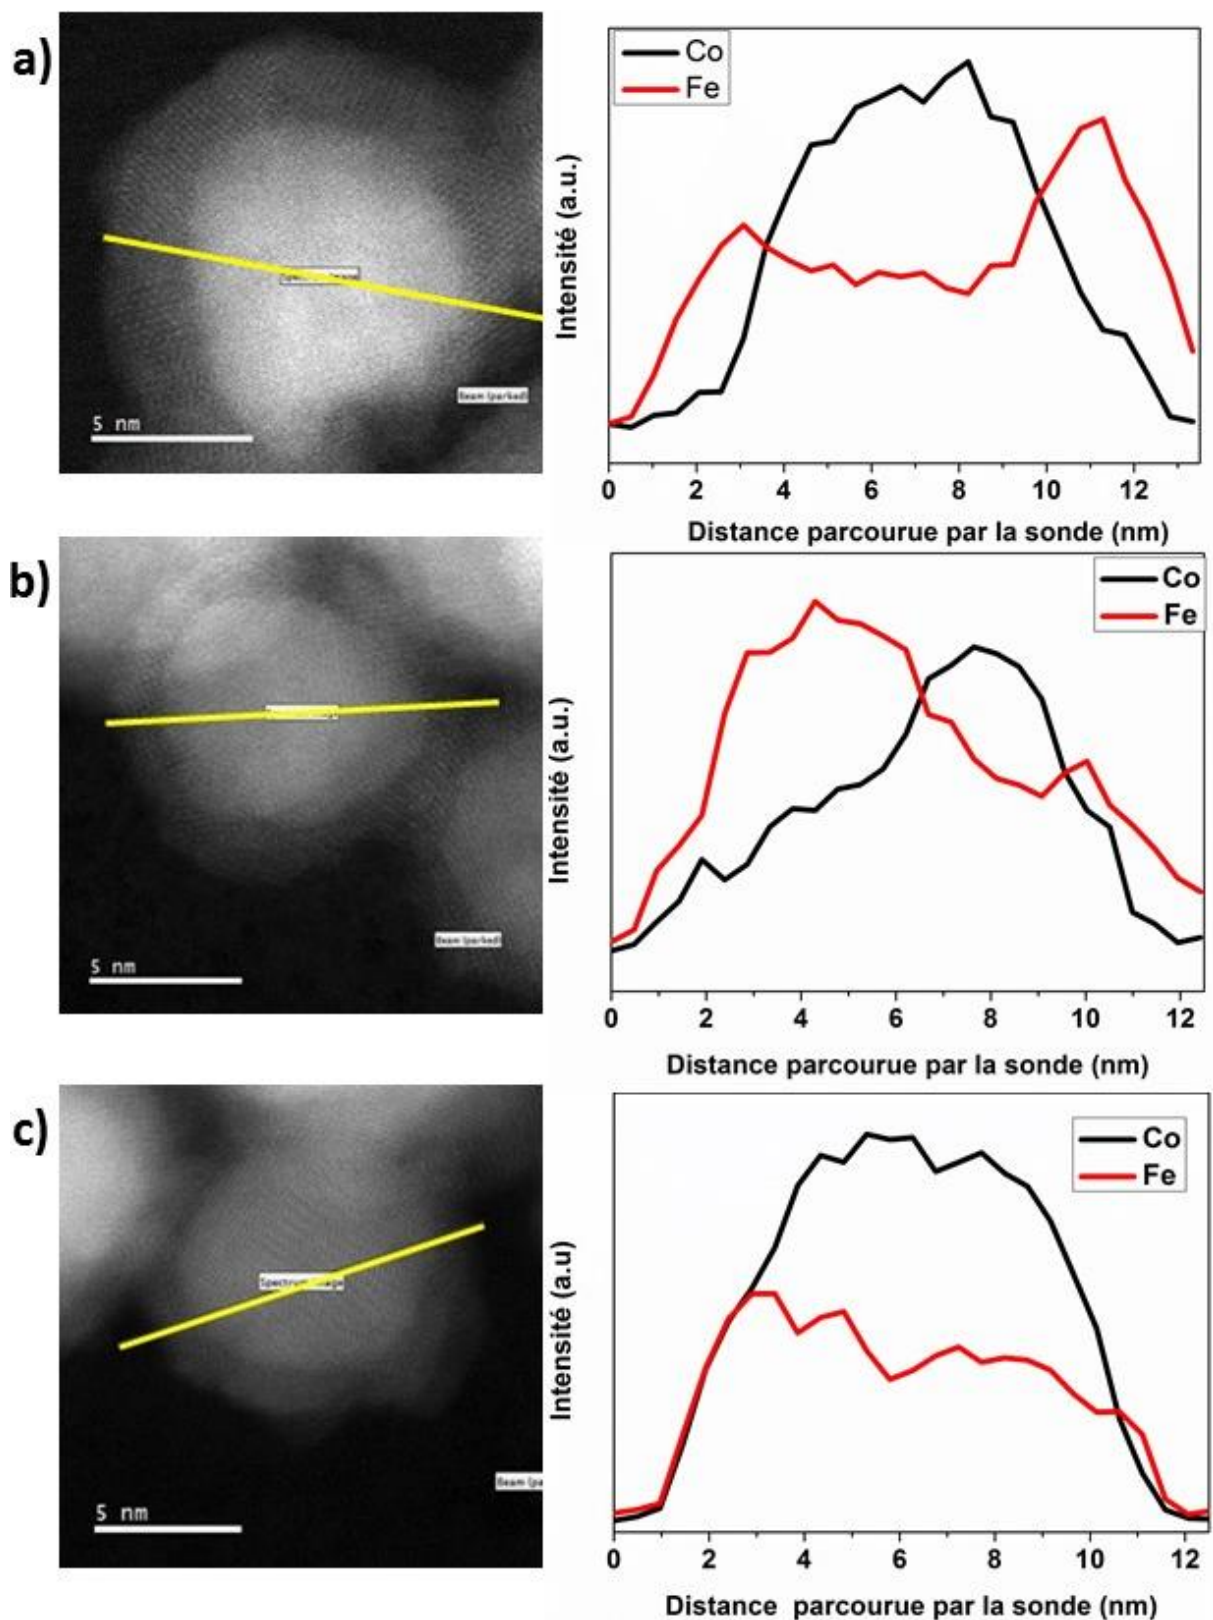 a)
5 nm
Beam (parked)
Intensité (a.u.)
Co
Fe
0 2 4 6 8 10 12
Distance parcourue par la sonde (nm)
b)
5 nm
Beam (parked)
Intensité (a.u.)
Co
Fe
0 2 4 6 8 10 12
Distance parcourue par la sonde (nm)
c)
Spectrum Image
5 nm
Beam (pa
Intensité (a.u)
Co
Fe
0 2 4 6 8 10 12
Distance parcourue par la sonde (nm)